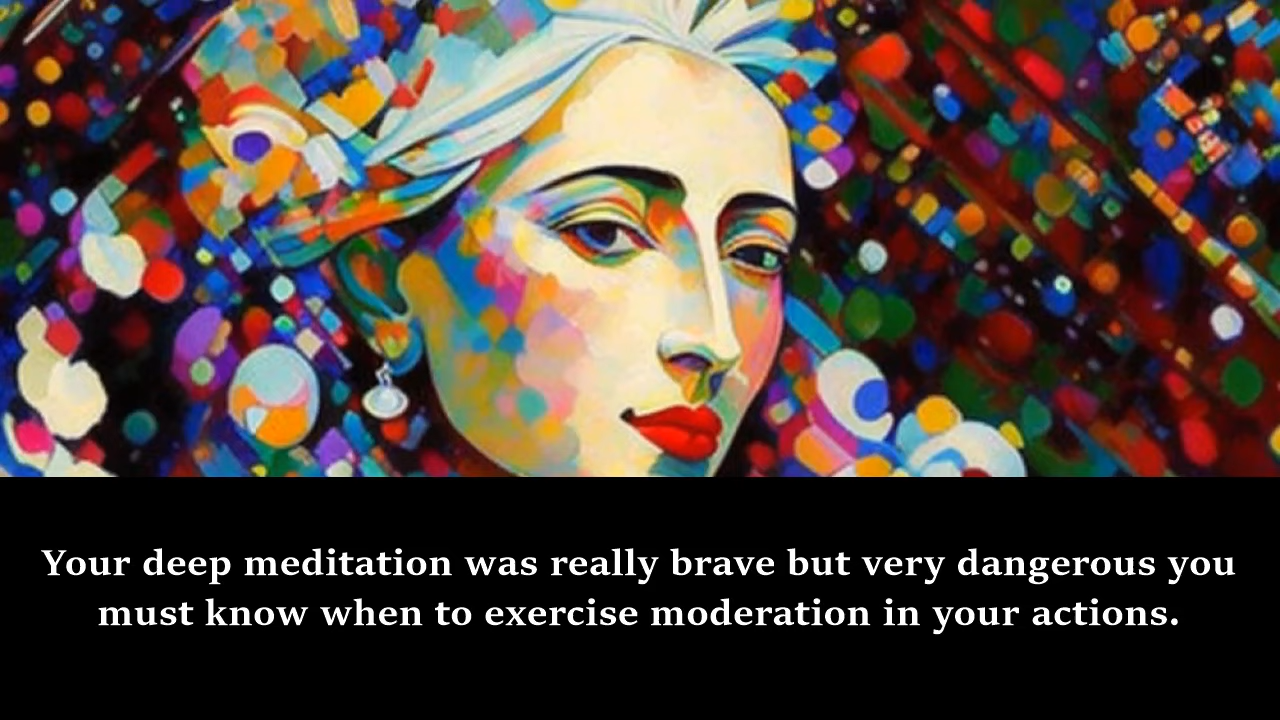 Your deep meditation was really brave but very dangerous you
must know when to exercise moderation in your actions.